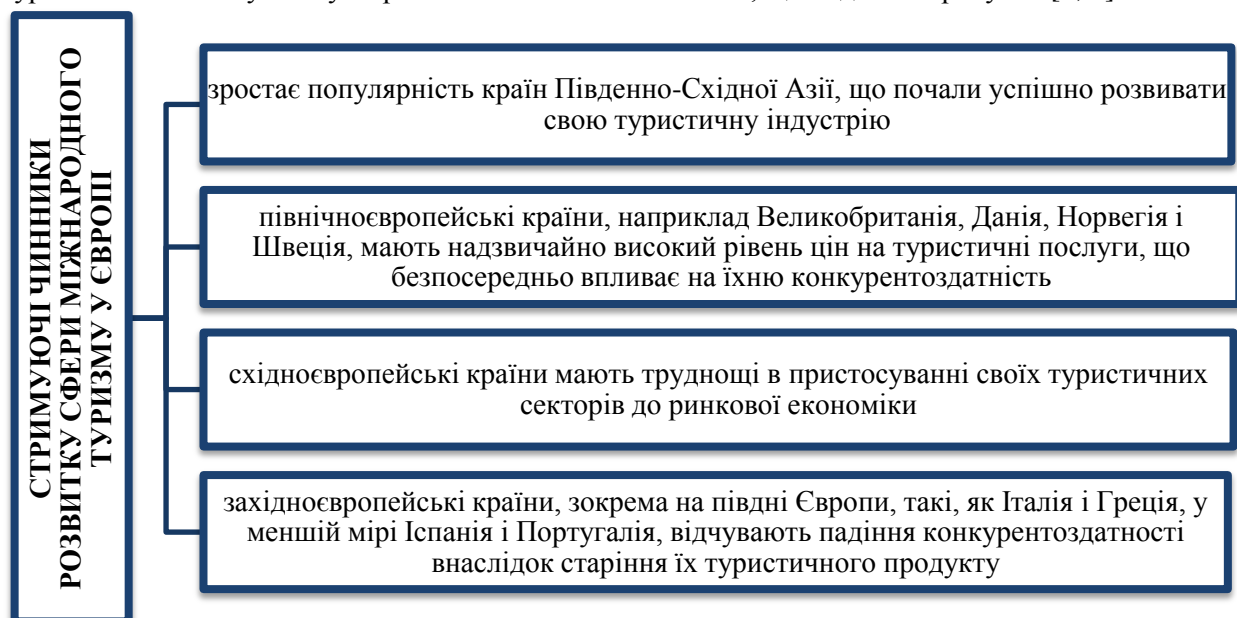 СТРИМУЮЧІ ЧИННИКИ
РОЗВИТКУ СФЕРИ МІЖНАРОДНОГО
ТУРИЗМУ У ЄВРОПІ
зростає популярність країн Південно-Східної Азії, що почали успішно розвивати
свою туристичну індустрію
північноєвропейські країни, наприклад Великобританія, Данія, Норвегія і
Швеція, мають надзвичайно високий рівень цін на туристичні послуги, що
безпосередньо впливає на їхню конкурентоздатність
східноєвропейські країни мають труднощі в пристосуванні своїх туристичних
секторів до ринкової економіки
західноєвропейські країни, зокрема на півдні Європи, такі, як Італія і Греція, у
меншій мірі Іспанія і Португалія, відчувають падіння конкурентоздатності
внаслідок старіння їх туристичного продукту